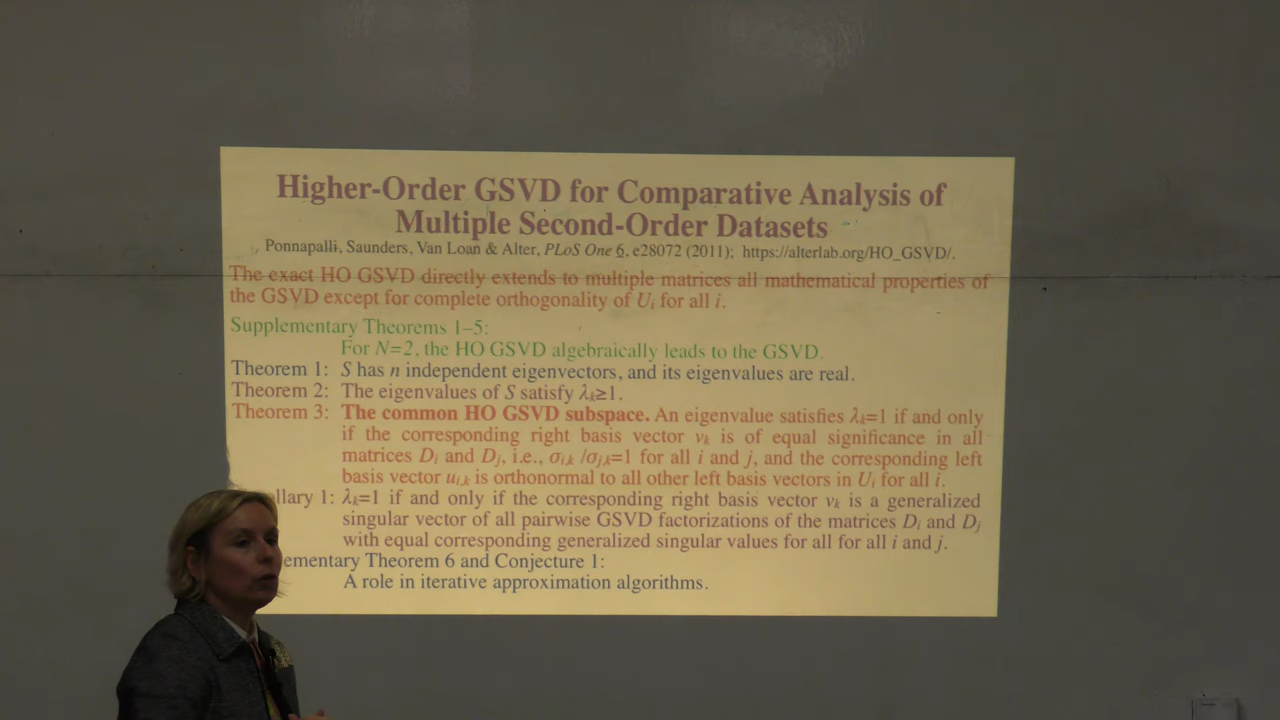 Higher-Order GSVD for Comparative Analysis of
Multiple Second-Order Datasets
Ponnapalli, Saunders, Van Loan & Alter, PLoS One 6, e28072 (2011); https://alterlab.org/HO_GSVD/.
The exact HO GSVD directly extends to multiple matrices all mathematical properties of
the GSVD except for complete orthogonality of Ui for all i.
Supplementary Theorems 1–5:
For N=2, the HO GSVD algebraically leads to the GSVD.
Theorem 1: S has n independent eigenvectors, and its eigenvalues are real.
Theorem 2: The eigenvalues of S satisfy λk≥1.
Theorem 3: The common HO GSVD subspace. An eigenvalue satisfies λk=1 if and only
if the corresponding right basis vector vk is of equal significance in all
matrices Di and Dj, i.e., σi,k /σj,k=1 for all i and j, and the corresponding left
basis vector ui,k is orthonormal to all other left basis vectors in Ui for all i.
llary 1: λk=1 if and only if the corresponding right basis vector vk is a generalized
singular vector of all pairwise GSVD factorizations of the matrices Di and Dj
with equal corresponding generalized singular values for all for all i and j.
ementary Theorem 6 and Conjecture 1:
A role in iterative approximation algorithms.